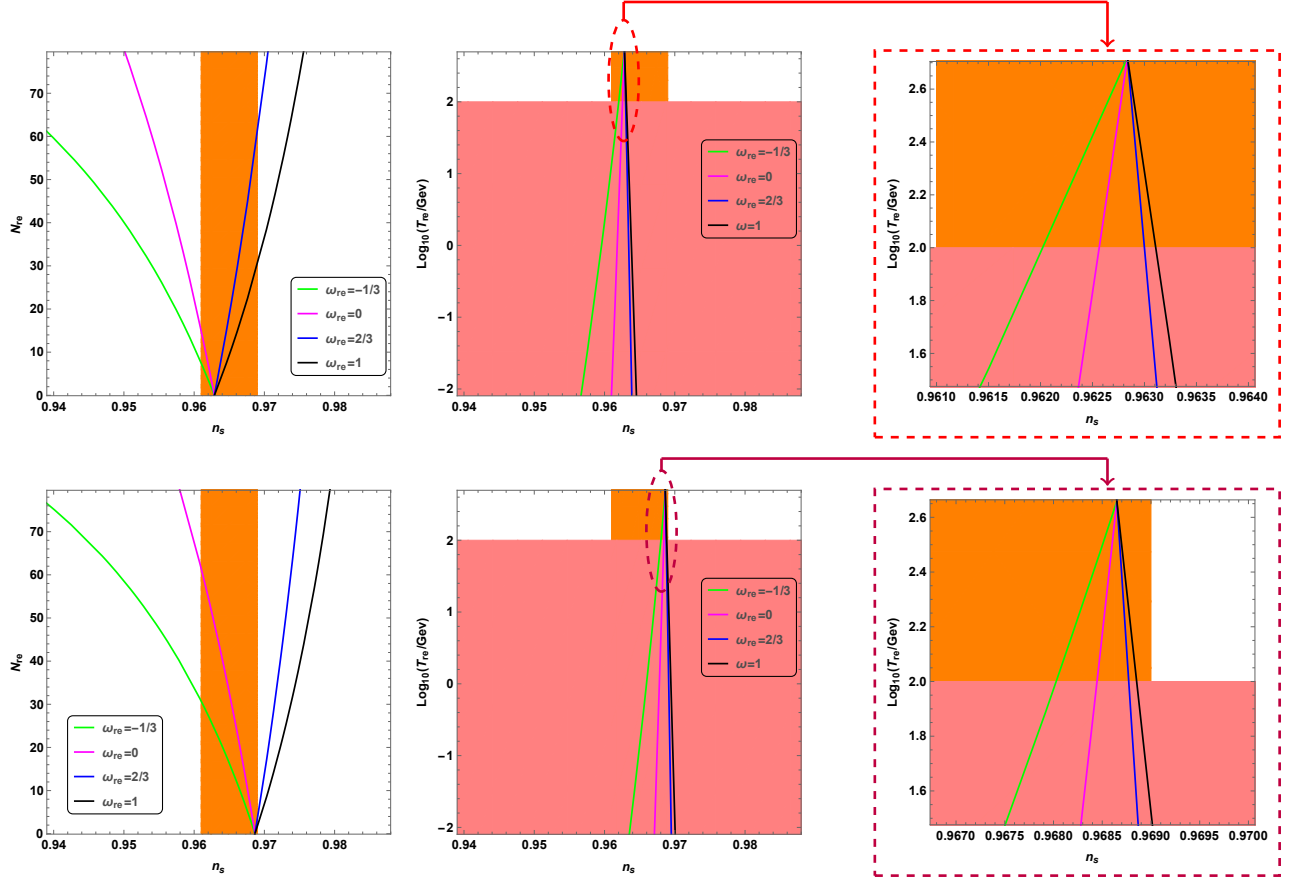 N_re
70
60
50
40
30
20
10
0
0.94 0.95 0.96 0.97 0.98
n_s
ω_re=-1/3
ω_re=0
ω_re=2/3
ω_re=1
Log₁₀(T_re/Gev)
2
1
0
-1
-2
0.94 0.95 0.96 0.97 0.98
n_s
ω_re=-1/3
ω_re=0
ω_re=2/3
ω=1
Log₁₀(T_re/Gev)
2.6
2.4
2.2
2.0
1.8
1.6
0.9610 0.9615 0.9620 0.9625 0.9630 0.9635 0.9640
n_s
N_re
70
60
50
40
30
20
10
0
0.94 0.95 0.96 0.97 0.98
n_s
ω_re=-1/3
ω_re=0
ω_re=2/3
ω_re=1
Log₁₀(T_re/Gev)
2
1
0
-1
-2
0.94 0.95 0.96 0.97 0.98
n_s
ω_re=-1/3
ω_re=0
ω_re=2/3
ω=1
Log₁₀(T_re/Gev)
2.6
2.4
2.2
2.0
1.8
1.6
0.9670 0.9675 0.9680 0.9685 0.9690 0.9695 0.9700
n_s